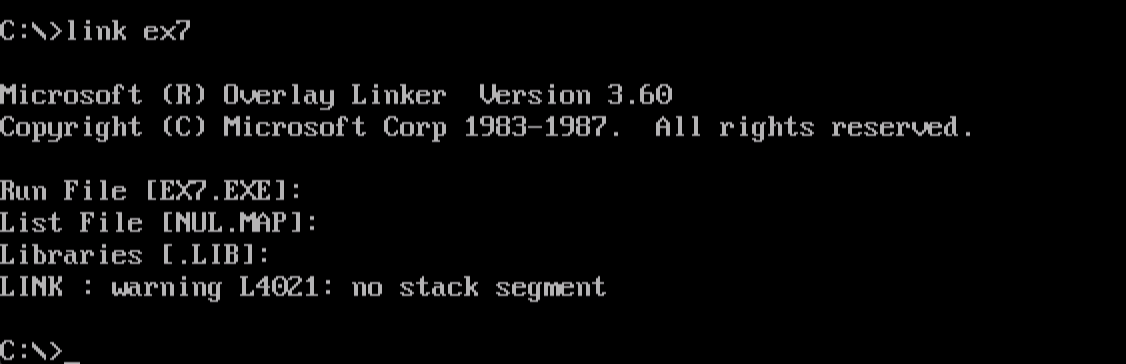 C:\>link ex7
Microsoft (R) Overlay Linker  Version 3.60
Copyright (C) Microsoft Corp 1983-1987.  All rights reserved.
Run File [EX7.EXE]:
List File [NUL.MAP]:
Libraries [.LIB]:
LINK : warning L4021: no stack segment
C:\>_